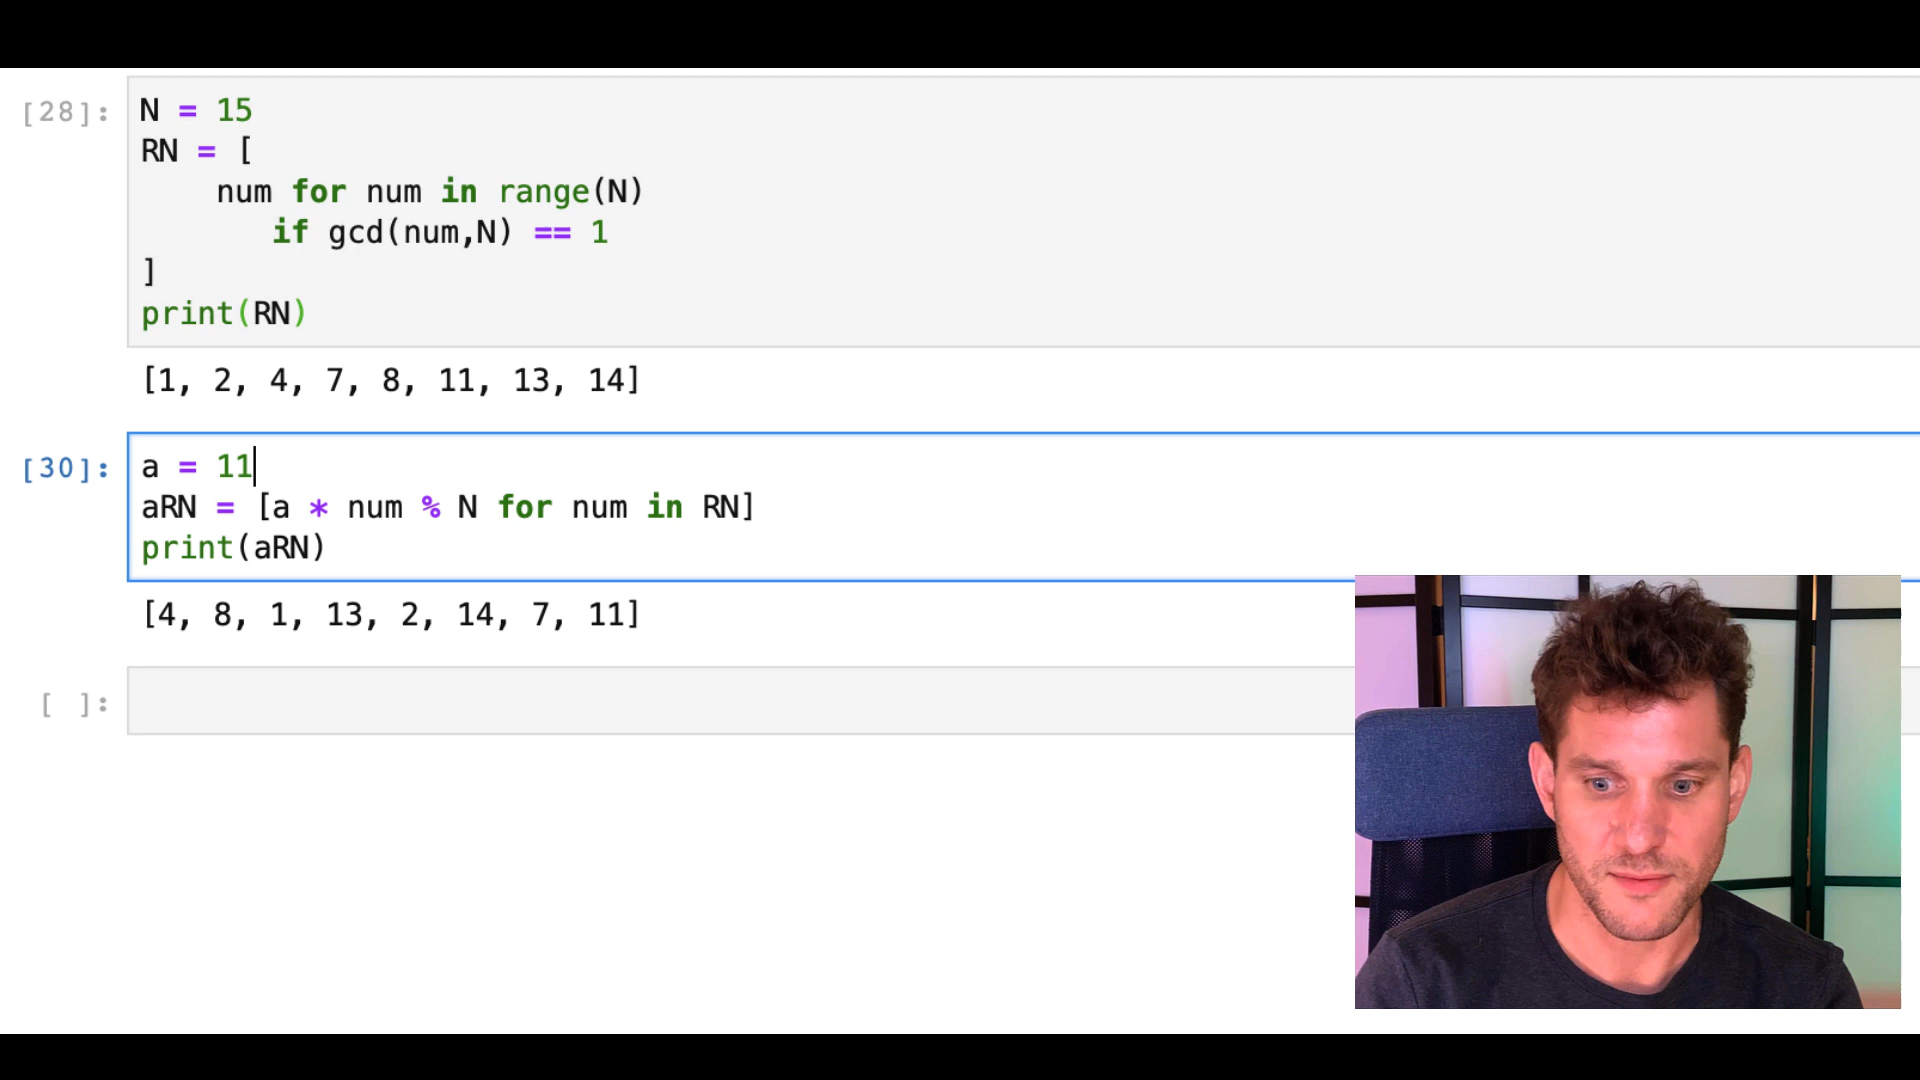 [28]:
N = 15
RN = [
num for num in range(N)
if gcd(num,N) == 1
]
print(RN)
[1, 2, 4, 7, 8, 11, 13, 14]
[30]:
a = 11
aRN = [a * num % N for num in RN]
print(aRN)
[4, 8, 1, 13, 2, 14, 7, 11]
[ ]: